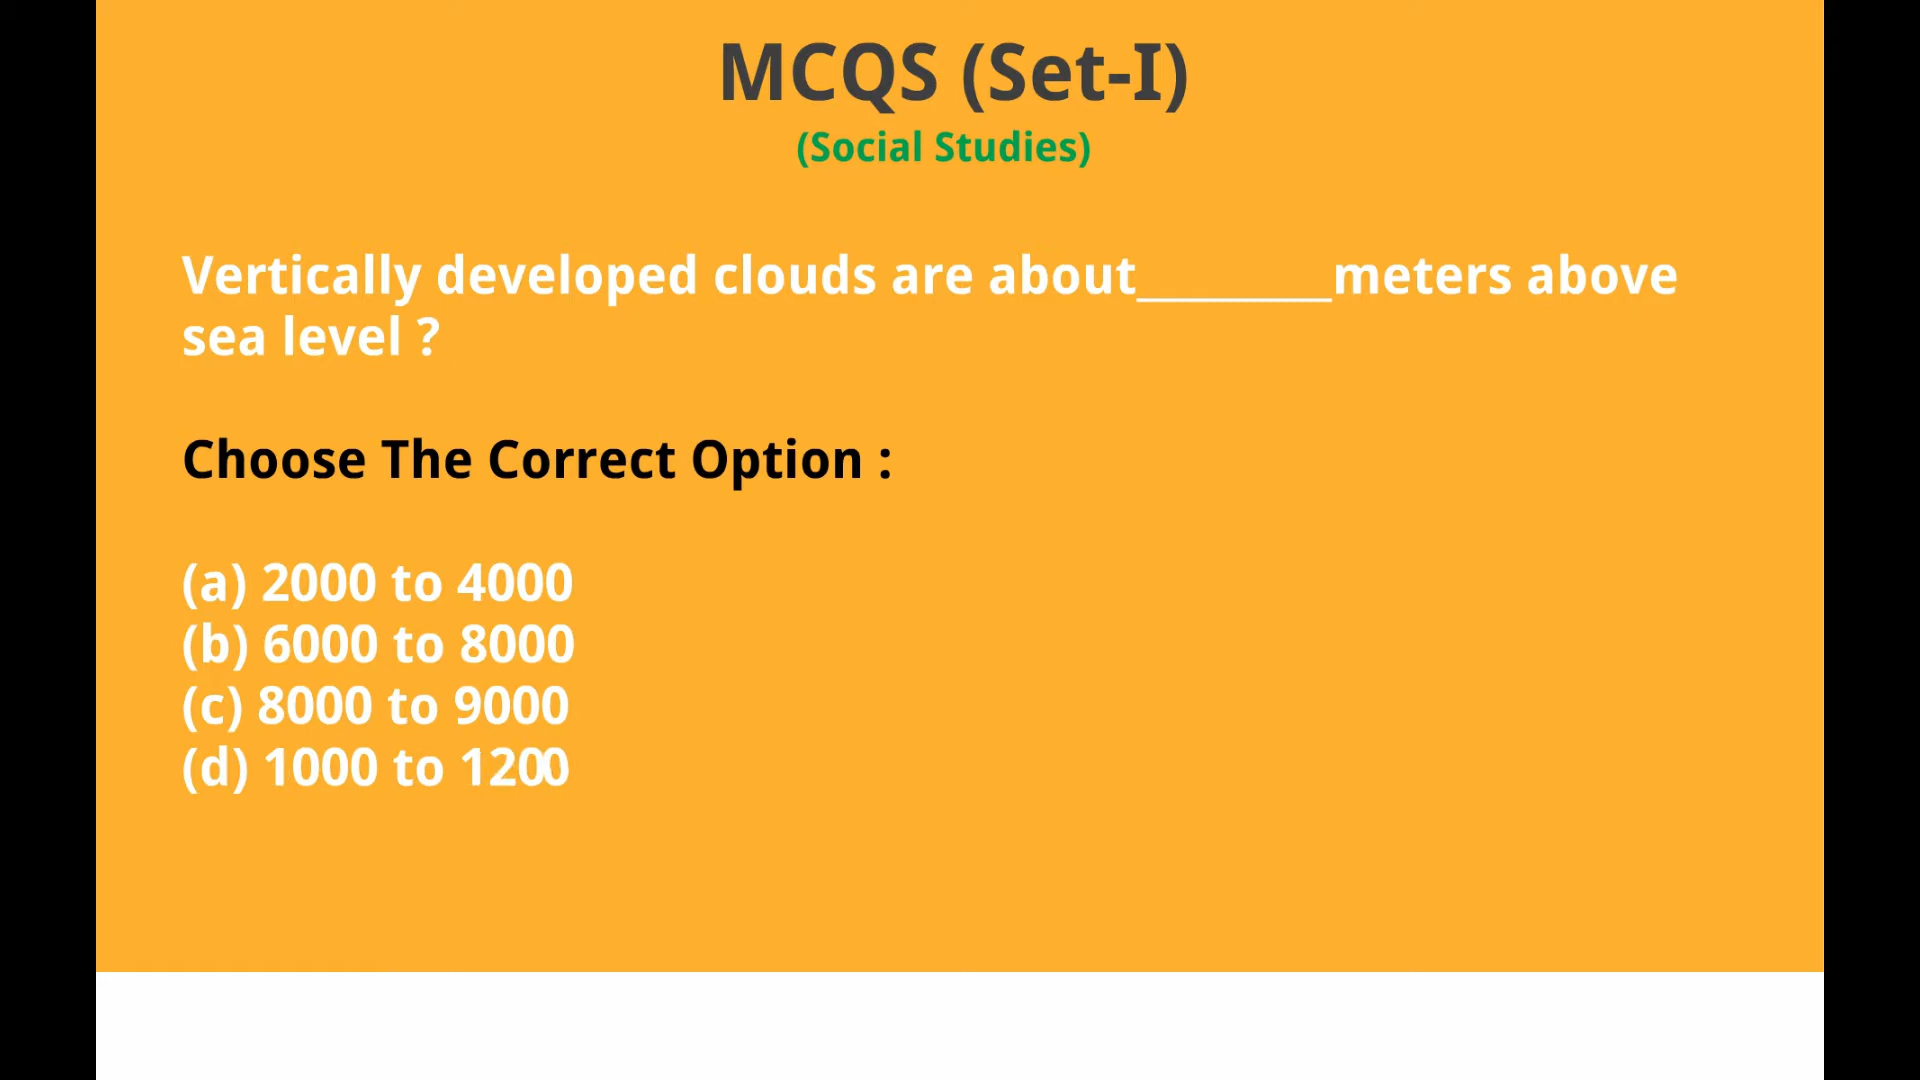 MCQS (Set-I)
(Social Studies)
Vertically developed clouds are about_________meters above
sea level ?
Choose The Correct Option :
(a) 2000 to 4000
(b) 6000 to 8000
(c) 8000 to 9000
(d) 1000 to 1200